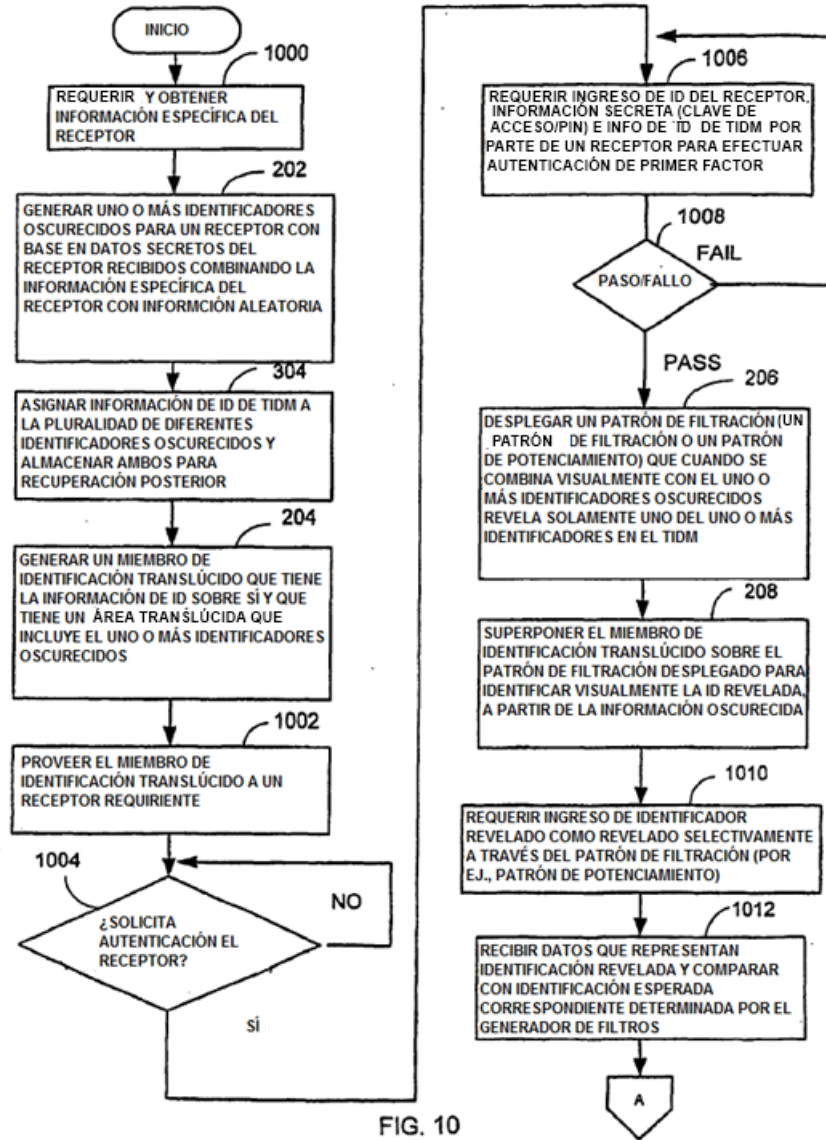 INICIO
1000
REQUERIR Y OBTENER
INFORMACIÓN ESPECÍFICA DEL
RECEPTOR
202
GENERAR UNO O MÁS IDENTIFICADORES
OSCURECIDOS PARA UN RECEPTOR CON
BASE EN DATOS SECRETOS DEL
RECEPTOR RECIBIDOS COMBINANDO LA
INFORMACIÓN ESPECÍFICA DEL
RECEPTOR CON INFORMCIÓN ALEATORIA
304
ASIGNAR INFORMACIÓN DE ID DE TIDM A
LA PLURALIDAD DE DIFERENTES
IDENTIFICADORES OSCURECIDOS Y
ALMACENAR AMBOS PARA
RECUPERACIÓN POSTERIOR
204
GENERAR UN MIEMBRO DE
IDENTIFICACIÓN TRANSLÚCIDO QUE TIENE
LA INFORMACIÓN DE ID SOBRE SÍ Y QUE
TIENE UN ÁREA TRANSLÚCIDA QUE
INCLUYE EL UNO O MÁS IDENTIFICADORES
OSCURECIDOS
1002
PROVEER EL MIEMBRO DE
IDENTIFICACIÓN TRANSLÚCIDO A UN
RECEPTOR REQUIRIENTE
1004
¿SOLICITA
AUTENTICACIÓN EL
RECEPTOR?
NO
SÍ
1006
REQUERIR INGRESO DE ID DEL RECEPTOR,
INFORMACIÓN SECRETA (CLAVE DE
ACCESO/PIN) E INFO DE ID DE TIDM POR
PARTE DE UN RECEPTOR PARA EFECTUAR
AUTENTICACIÓN DE PRIMER FACTOR
1008
PASO/FALLO
FAIL
PASS
206
DESPLEGAR UN PATRÓN DE FILTRACIÓN (UN
PATRÓN DE FILTRACIÓN O UN PATRÓN
DE POTENCIAMIENTO) QUE CUANDO SE
COMBINA VISUALMENTE CON EL UNO O
MÁS IDENTIFICADORES OSCURECIDOS
REVELA SOLAMENTE UNO DEL UNO O MÁS
IDENTIFICADORES EN EL TIDM
208
SUPERPONER EL MIEMBRO DE
IDENTIFICACIÓN TRANSLÚCIDO SOBRE EL
PATRÓN DE FILTRACIÓN DESPLEGADO PARA
IDENTIFICAR VISUALMENTE LA ID REVELADA,
A PARTIR DE LA INFORMACIÓN OSCURECIDA
1010
REQUERIR INGRESO DE IDENTIFICADOR
REVELADO COMO REVELADO SELECTIVAMENTE
A TRAVÉS DEL PATRÓN DE FILTRACIÓN (POR
EJ., PATRÓN DE POTENCIAMIENTO)
1012
RECIBIR DATOS QUE REPRESENTAN
IDENTIFICACIÓN REVELADA Y COMPARAR
CON IDENTIFICACIÓN ESPERADA
CORRESPONDIENTE DETERMINADA POR EL
GENERADOR DE FILTROS
A
FIG. 10